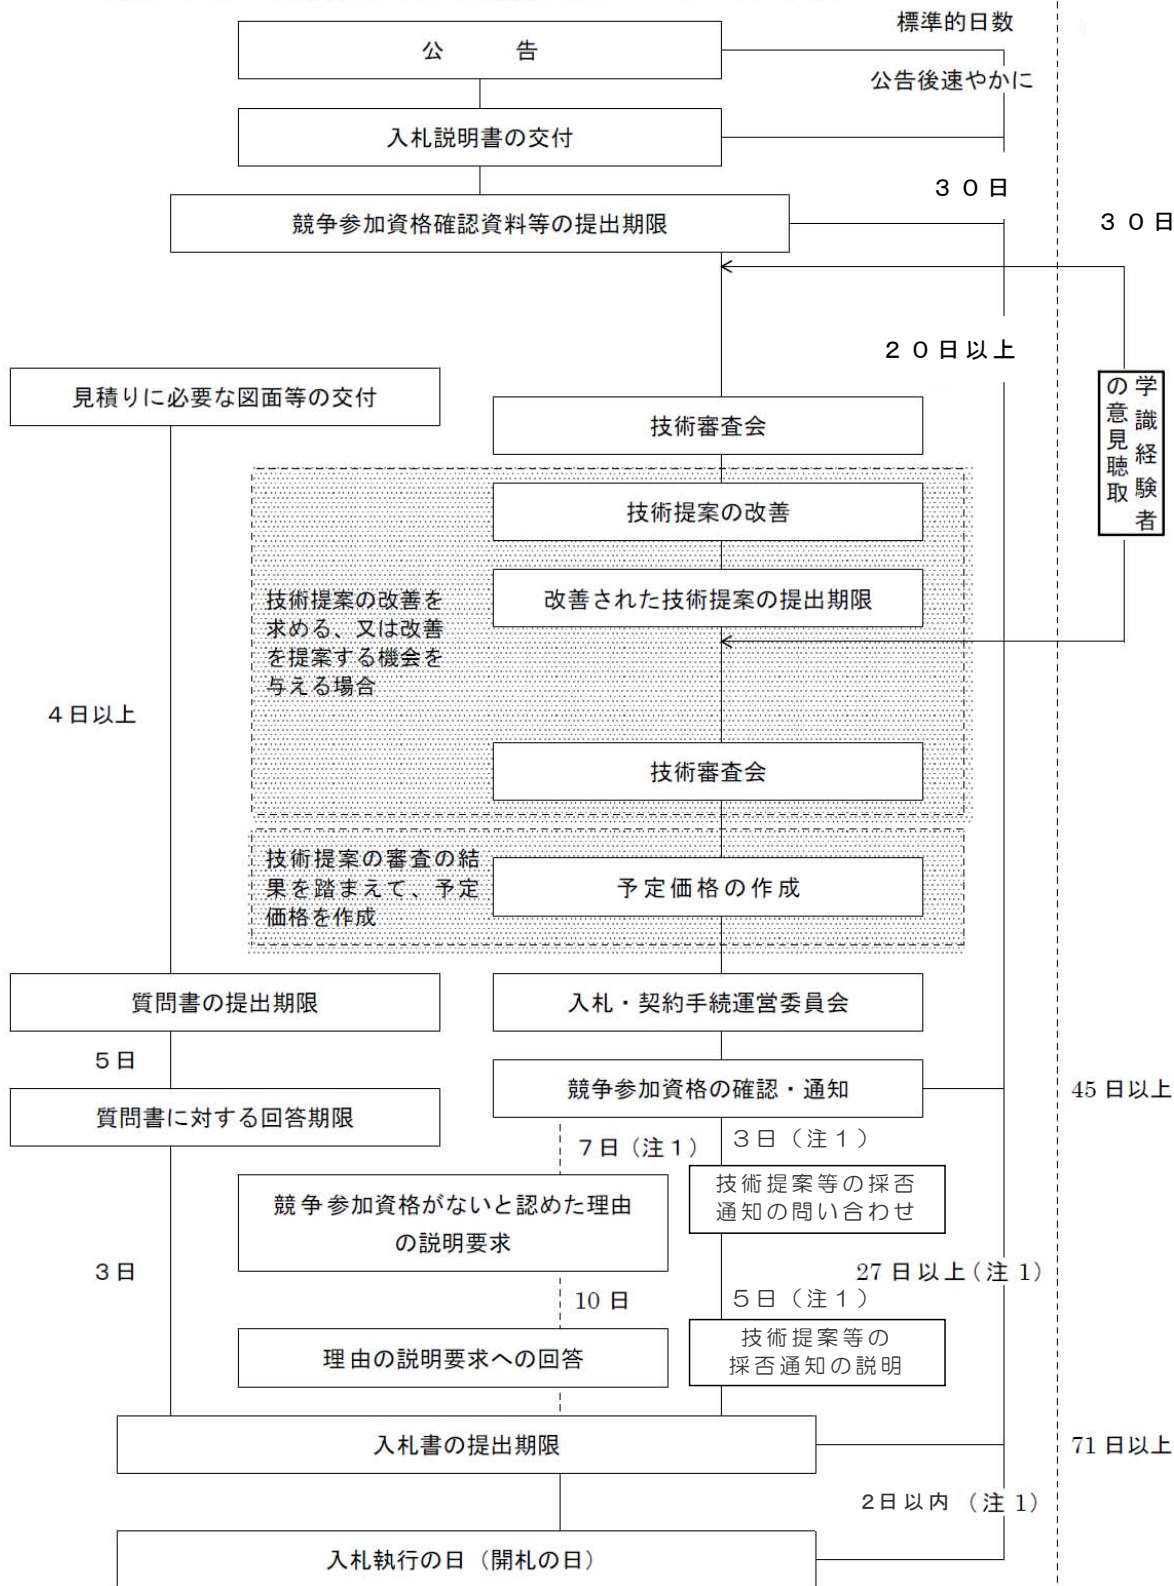 標準的日数
公　　　告
公告後速やかに
入札説明書の交付
３０日
競争参加資格確認資料等の提出期限
３０日
２０日以上
見積りに必要な図面等の交付
技術審査会
学識経験者
の意見聴取
技術提案の改善
技術提案の改善を
求める、又は改善
を提案する機会を
与える場合
改善された技術提案の提出期限
４日以上
技術審査会
技術提案の審査の結
果を踏まえて、予定
価格を作成
予定価格の作成
質問書の提出期限
入札・契約手続運営委員会
５日
競争参加資格の確認・通知
45 日以上
質問書に対する回答期限
７日（注１）
３日（注１）
競争参加資格がないと認めた理由
の説明要求
技術提案等の採否
通知の問い合わせ
３日
27 日以上（注 1）
10 日
５日（注１）
理由の説明要求への回答
技術提案等の
採否通知の説明
入札書の提出期限
71 日以上
２日以内（注 1）
入札執行の日（開札の日）